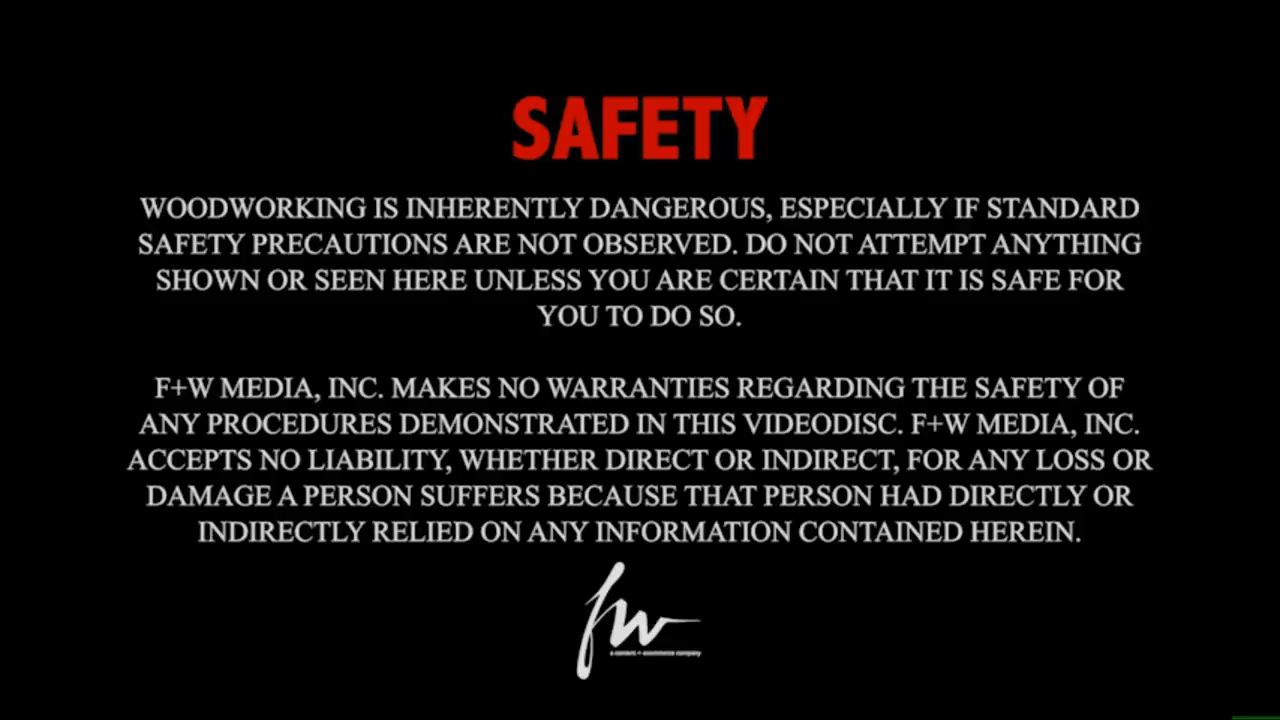 SAFETY
WOODWORKING IS INHERENTLY DANGEROUS, ESPECIALLY IF STANDARD
SAFETY PRECAUTIONS ARE NOT OBSERVED. DO NOT ATTEMPT ANYTHING
SHOWN OR SEEN HERE UNLESS YOU ARE CERTAIN THAT IT IS SAFE FOR
YOU TO DO SO.
F+W MEDIA, INC. MAKES NO WARRANTIES REGARDING THE SAFETY OF
ANY PROCEDURES DEMONSTRATED IN THIS VIDEODISC. F+W MEDIA, INC.
ACCEPTS NO LIABILITY, WHETHER DIRECT OR INDIRECT, FOR ANY LOSS OR
DAMAGE A PERSON SUFFERS BECAUSE THAT PERSON HAD DIRECTLY OR
INDIRECTLY RELIED ON ANY INFORMATION CONTAINED HEREIN.
fw
a content + ecommerce company